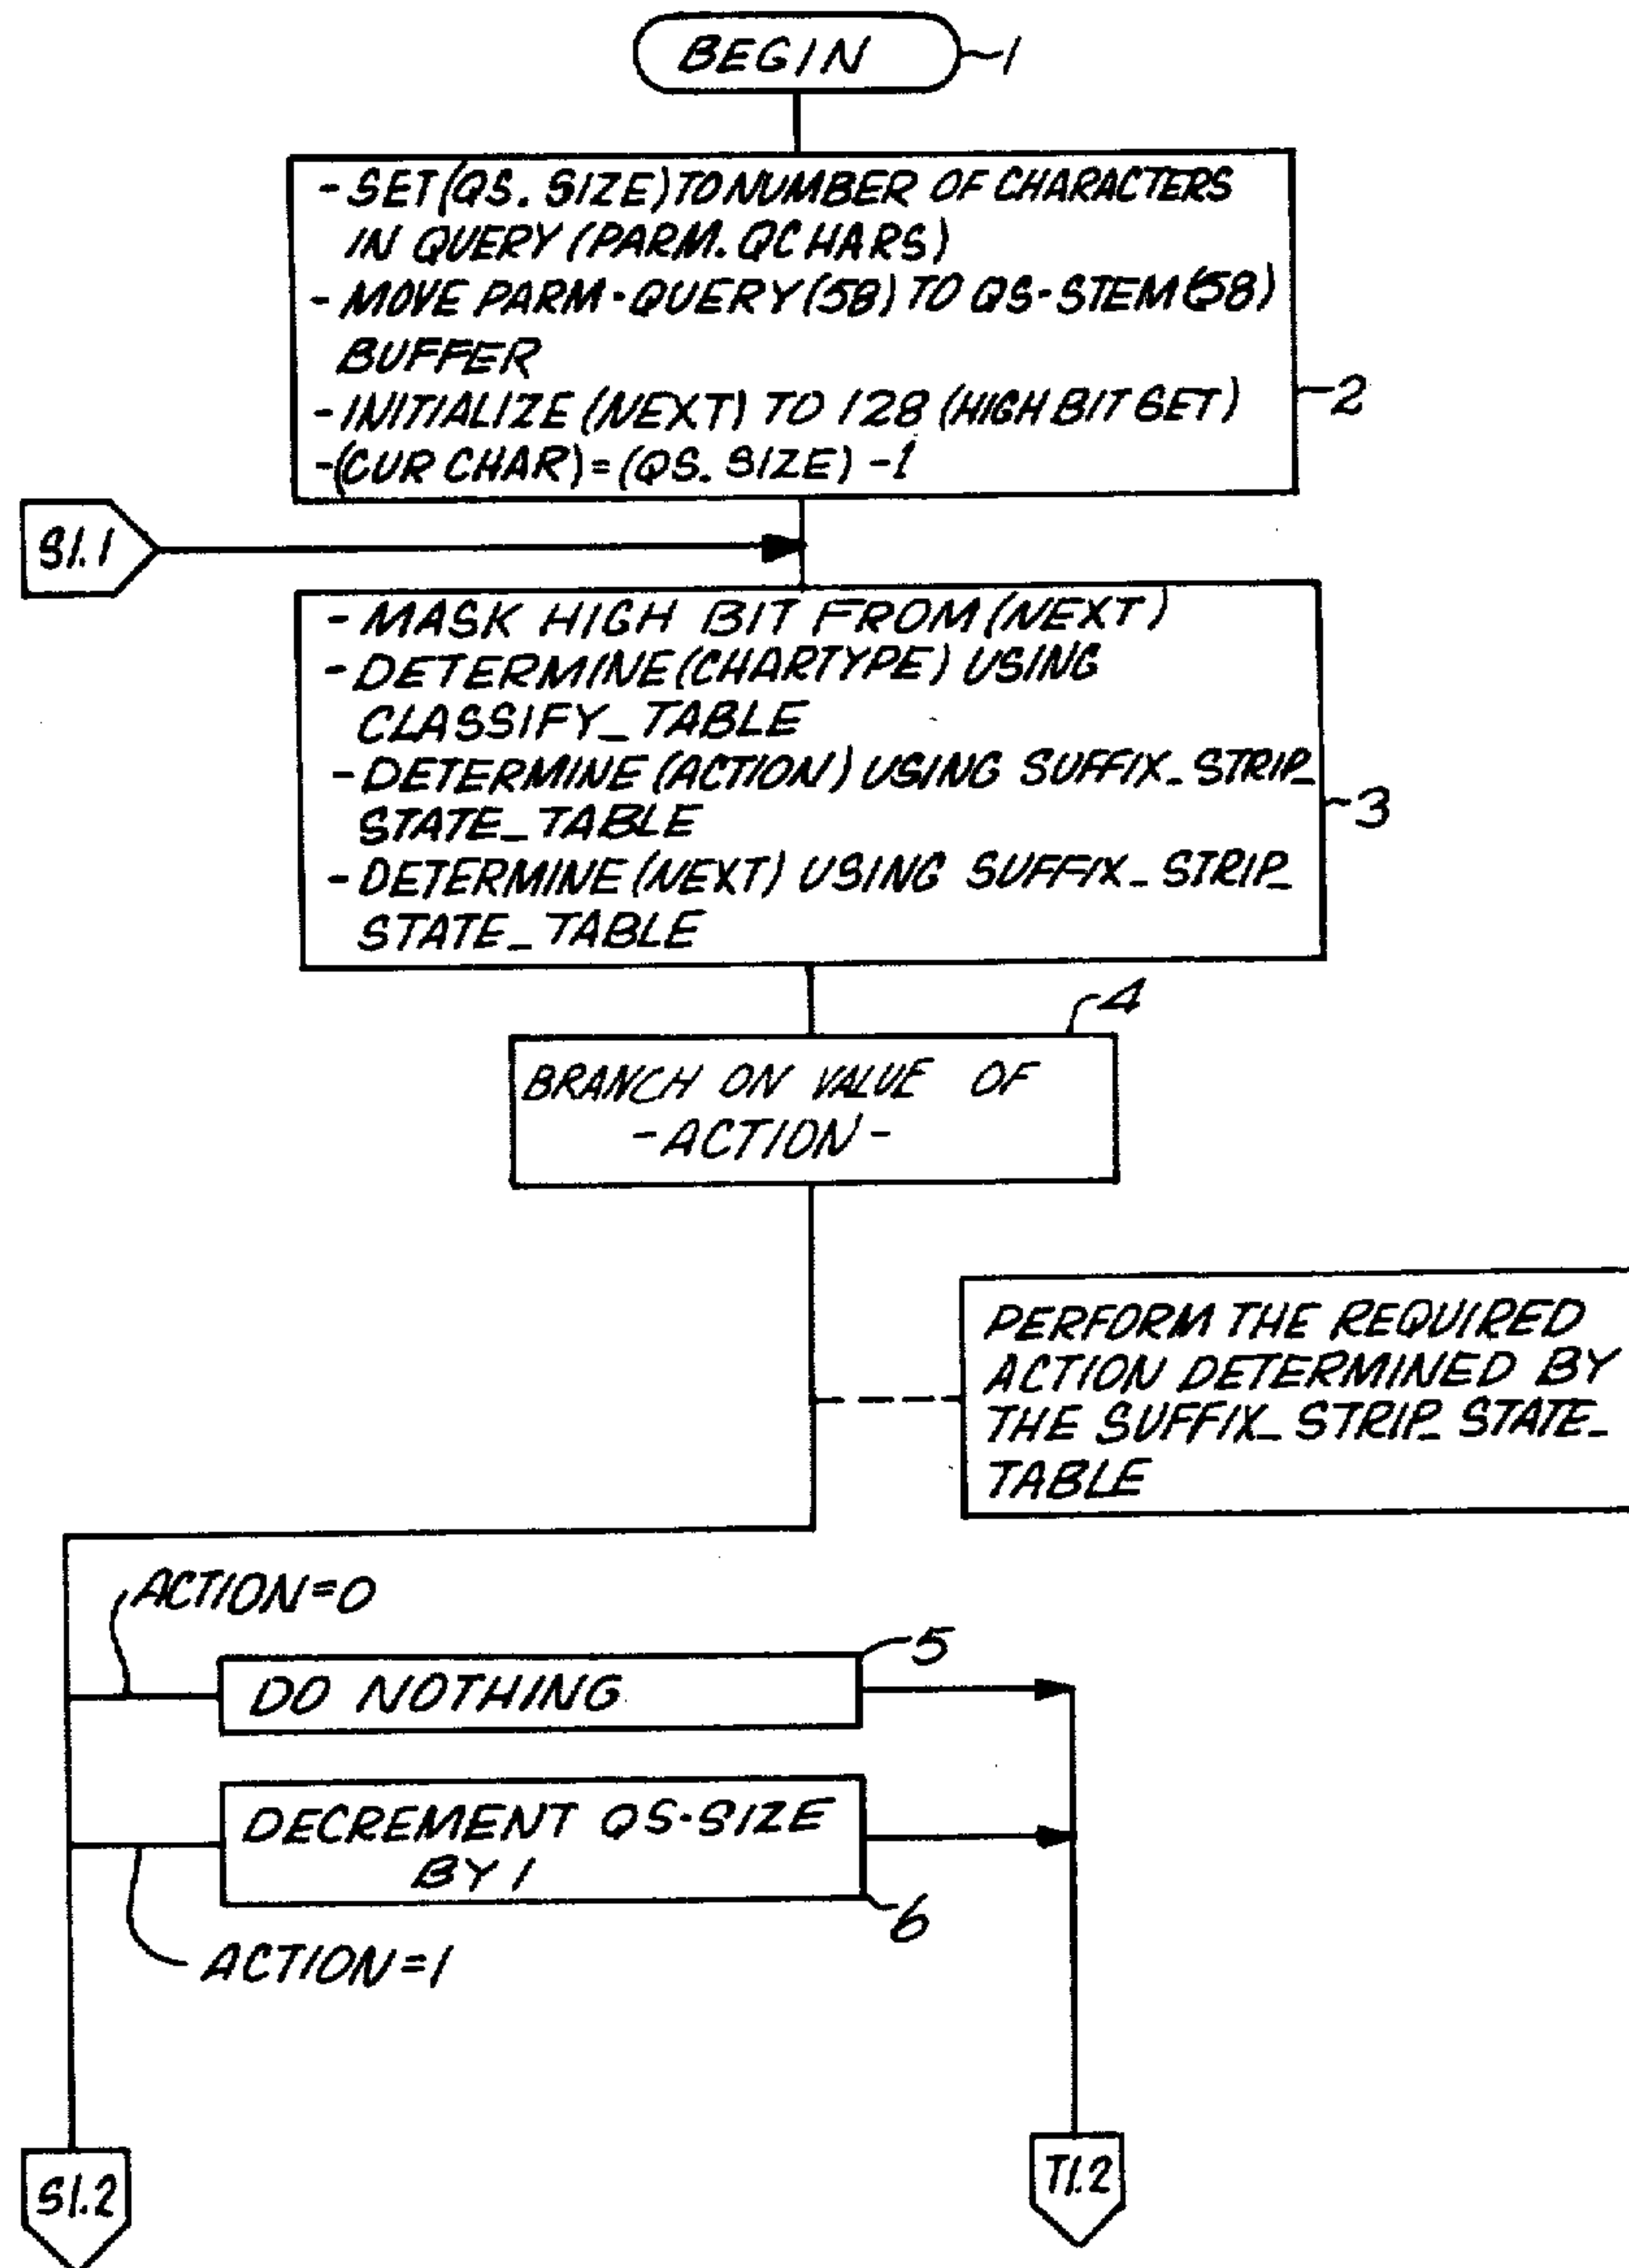 BEGIN
1
- SET (QS. SIZE) TO NUMBER OF CHARACTERS
IN QUERY (PARM. QCHARS)
- MOVE PARM-QUERY (58) TO QS-STEM (58)
BUFFER
- INITIALIZE (NEXT) TO 128 (HIGH BIT SET)
- (CUR CHAR) = (QS. SIZE) -1
2
S1.1
- MASK HIGH BIT FROM (NEXT)
- DETERMINE (CHARTYPE) USING
CLASSIFY_TABLE
- DETERMINE (ACTION) USING SUFFIX_STRIP_
STATE_TABLE
- DETERMINE (NEXT) USING SUFFIX_STRIP_
STATE_TABLE
3
4
BRANCH ON VALUE OF
-ACTION-
PERFORM THE REQUIRED
ACTION DETERMINED BY
THE SUFFIX_STRIP_STATE_
TABLE
ACTION=0
5
DO NOTHING
DECREMENT QS-SIZE
BY 1
6
ACTION=1
S1.2
T1.2